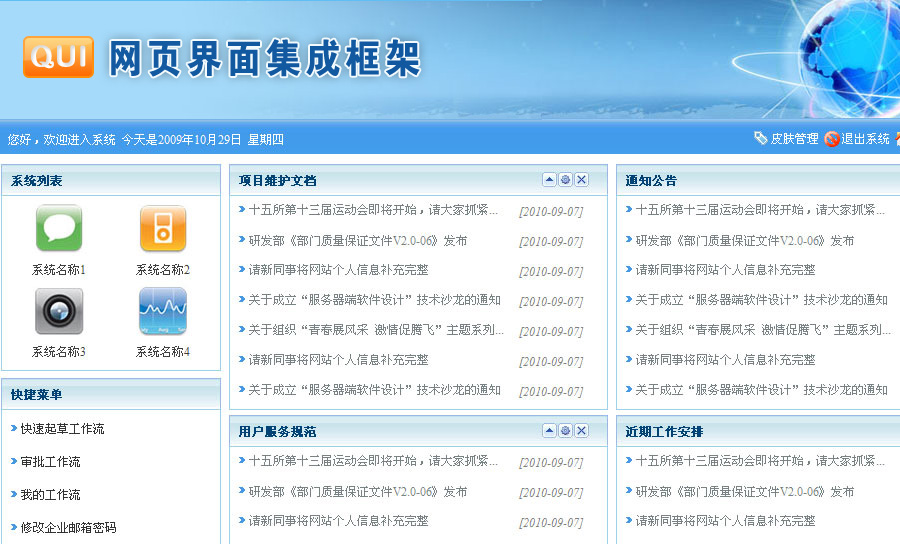 QUI 网页界面集成框架
您好，欢迎进入系统 今天是2009年10月29日 星期四
皮肤管理 退出系统
系统列表
系统名称1 系统名称2
系统名称3 系统名称4
快捷菜单
快速起草工作流
审批工作流
我的工作流
修改企业邮箱密码
项目维护文档
十五所第十三届运动会即将开始，请大家抓紧... [2010-09-07]
研发部《部门质量保证文件V2.0-06》发布 [2010-09-07]
请新同事将网站个人信息补充完整 [2010-09-07]
关于成立“服务器端软件设计”技术沙龙的通知 [2010-09-07]
关于组织“青春展风采 激情促腾飞”主题系列... [2010-09-07]
请新同事将网站个人信息补充完整 [2010-09-07]
关于成立“服务器端软件设计”技术沙龙的通知 [2010-09-07]
用户服务规范
十五所第十三届运动会即将开始，请大家抓紧... [2010-09-07]
研发部《部门质量保证文件V2.0-06》发布 [2010-09-07]
请新同事将网站个人信息补充完整 [2010-09-07]
通知公告
十五所第十三届运动会即将开始，请大家抓紧...
研发部《部门质量保证文件V2.0-06》发布
请新同事将网站个人信息补充完整
关于成立“服务器端软件设计”技术沙龙的通知
关于组织“青春展风采 激情促腾飞”主题系列...
请新同事将网站个人信息补充完整
关于成立“服务器端软件设计”技术沙龙的通知
近期工作安排
十五所第十三届运动会即将开始，请大家抓紧...
研发部《部门质量保证文件V2.0-06》发布
请新同事将网站个人信息补充完整